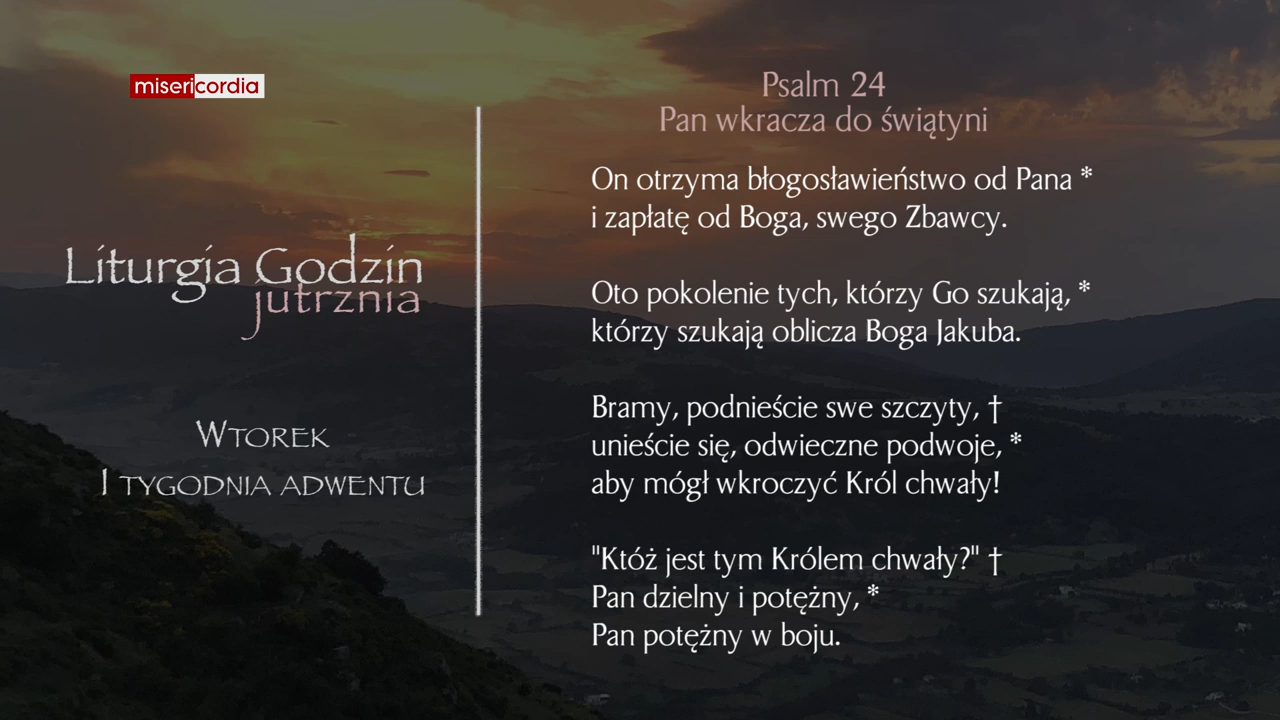 misericordia
Liturgia Godzin
jutrznia
Wtorek
I tygodnia adwentu
Psalm 24
Pan wkracza do świątyni
On otrzyma błogosławieństwo od Pana *
i zapłatę od Boga, swego Zbawcy.
Oto pokolenie tych, którzy Go szukają, *
którzy szukają oblicza Boga Jakuba.
Bramy, podnieście swe szczyty, †
unieście się, odwieczne podwoje, *
aby mógł wkroczyć Król chwały!
"Któż jest tym Królem chwały?" †
Pan dzielny i potężny, *
Pan potężny w boju.